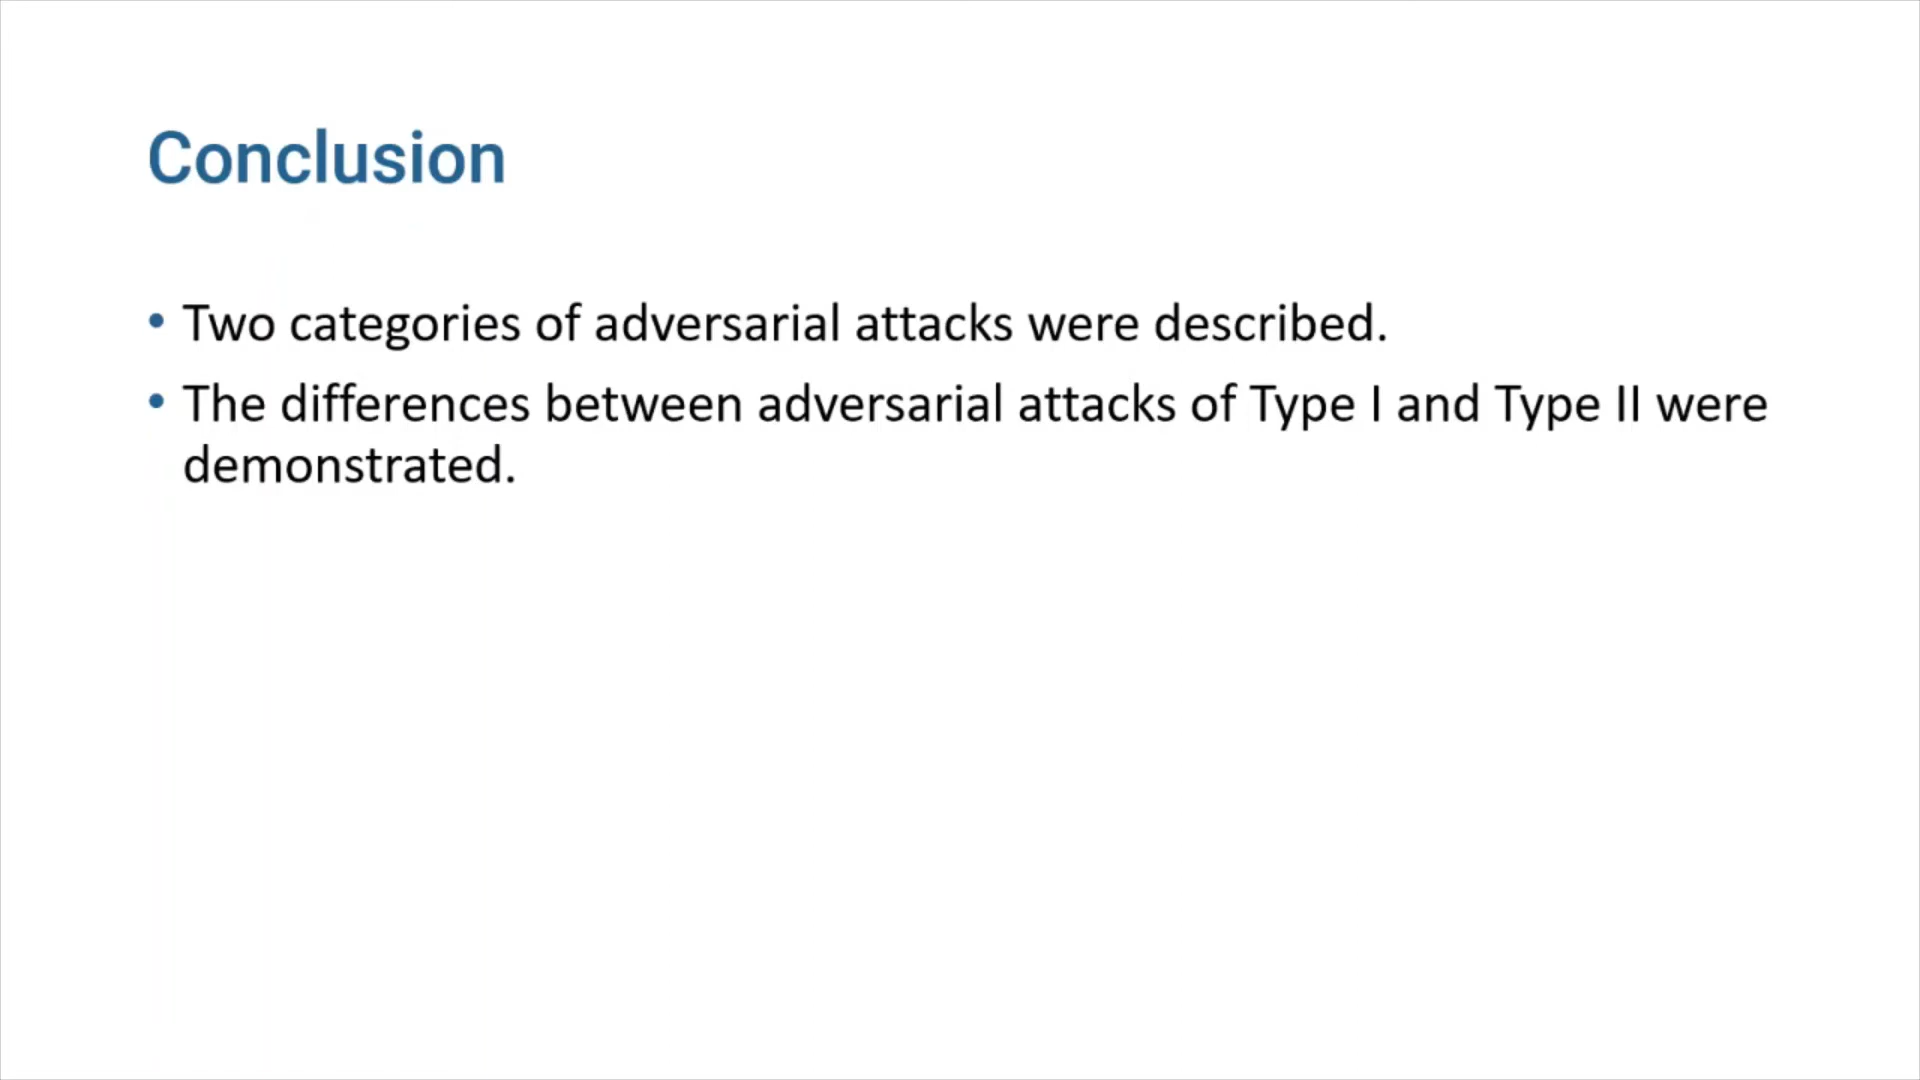 Conclusion
• Two categories of adversarial attacks were described.
• The differences between adversarial attacks of Type I and Type II were
demonstrated.